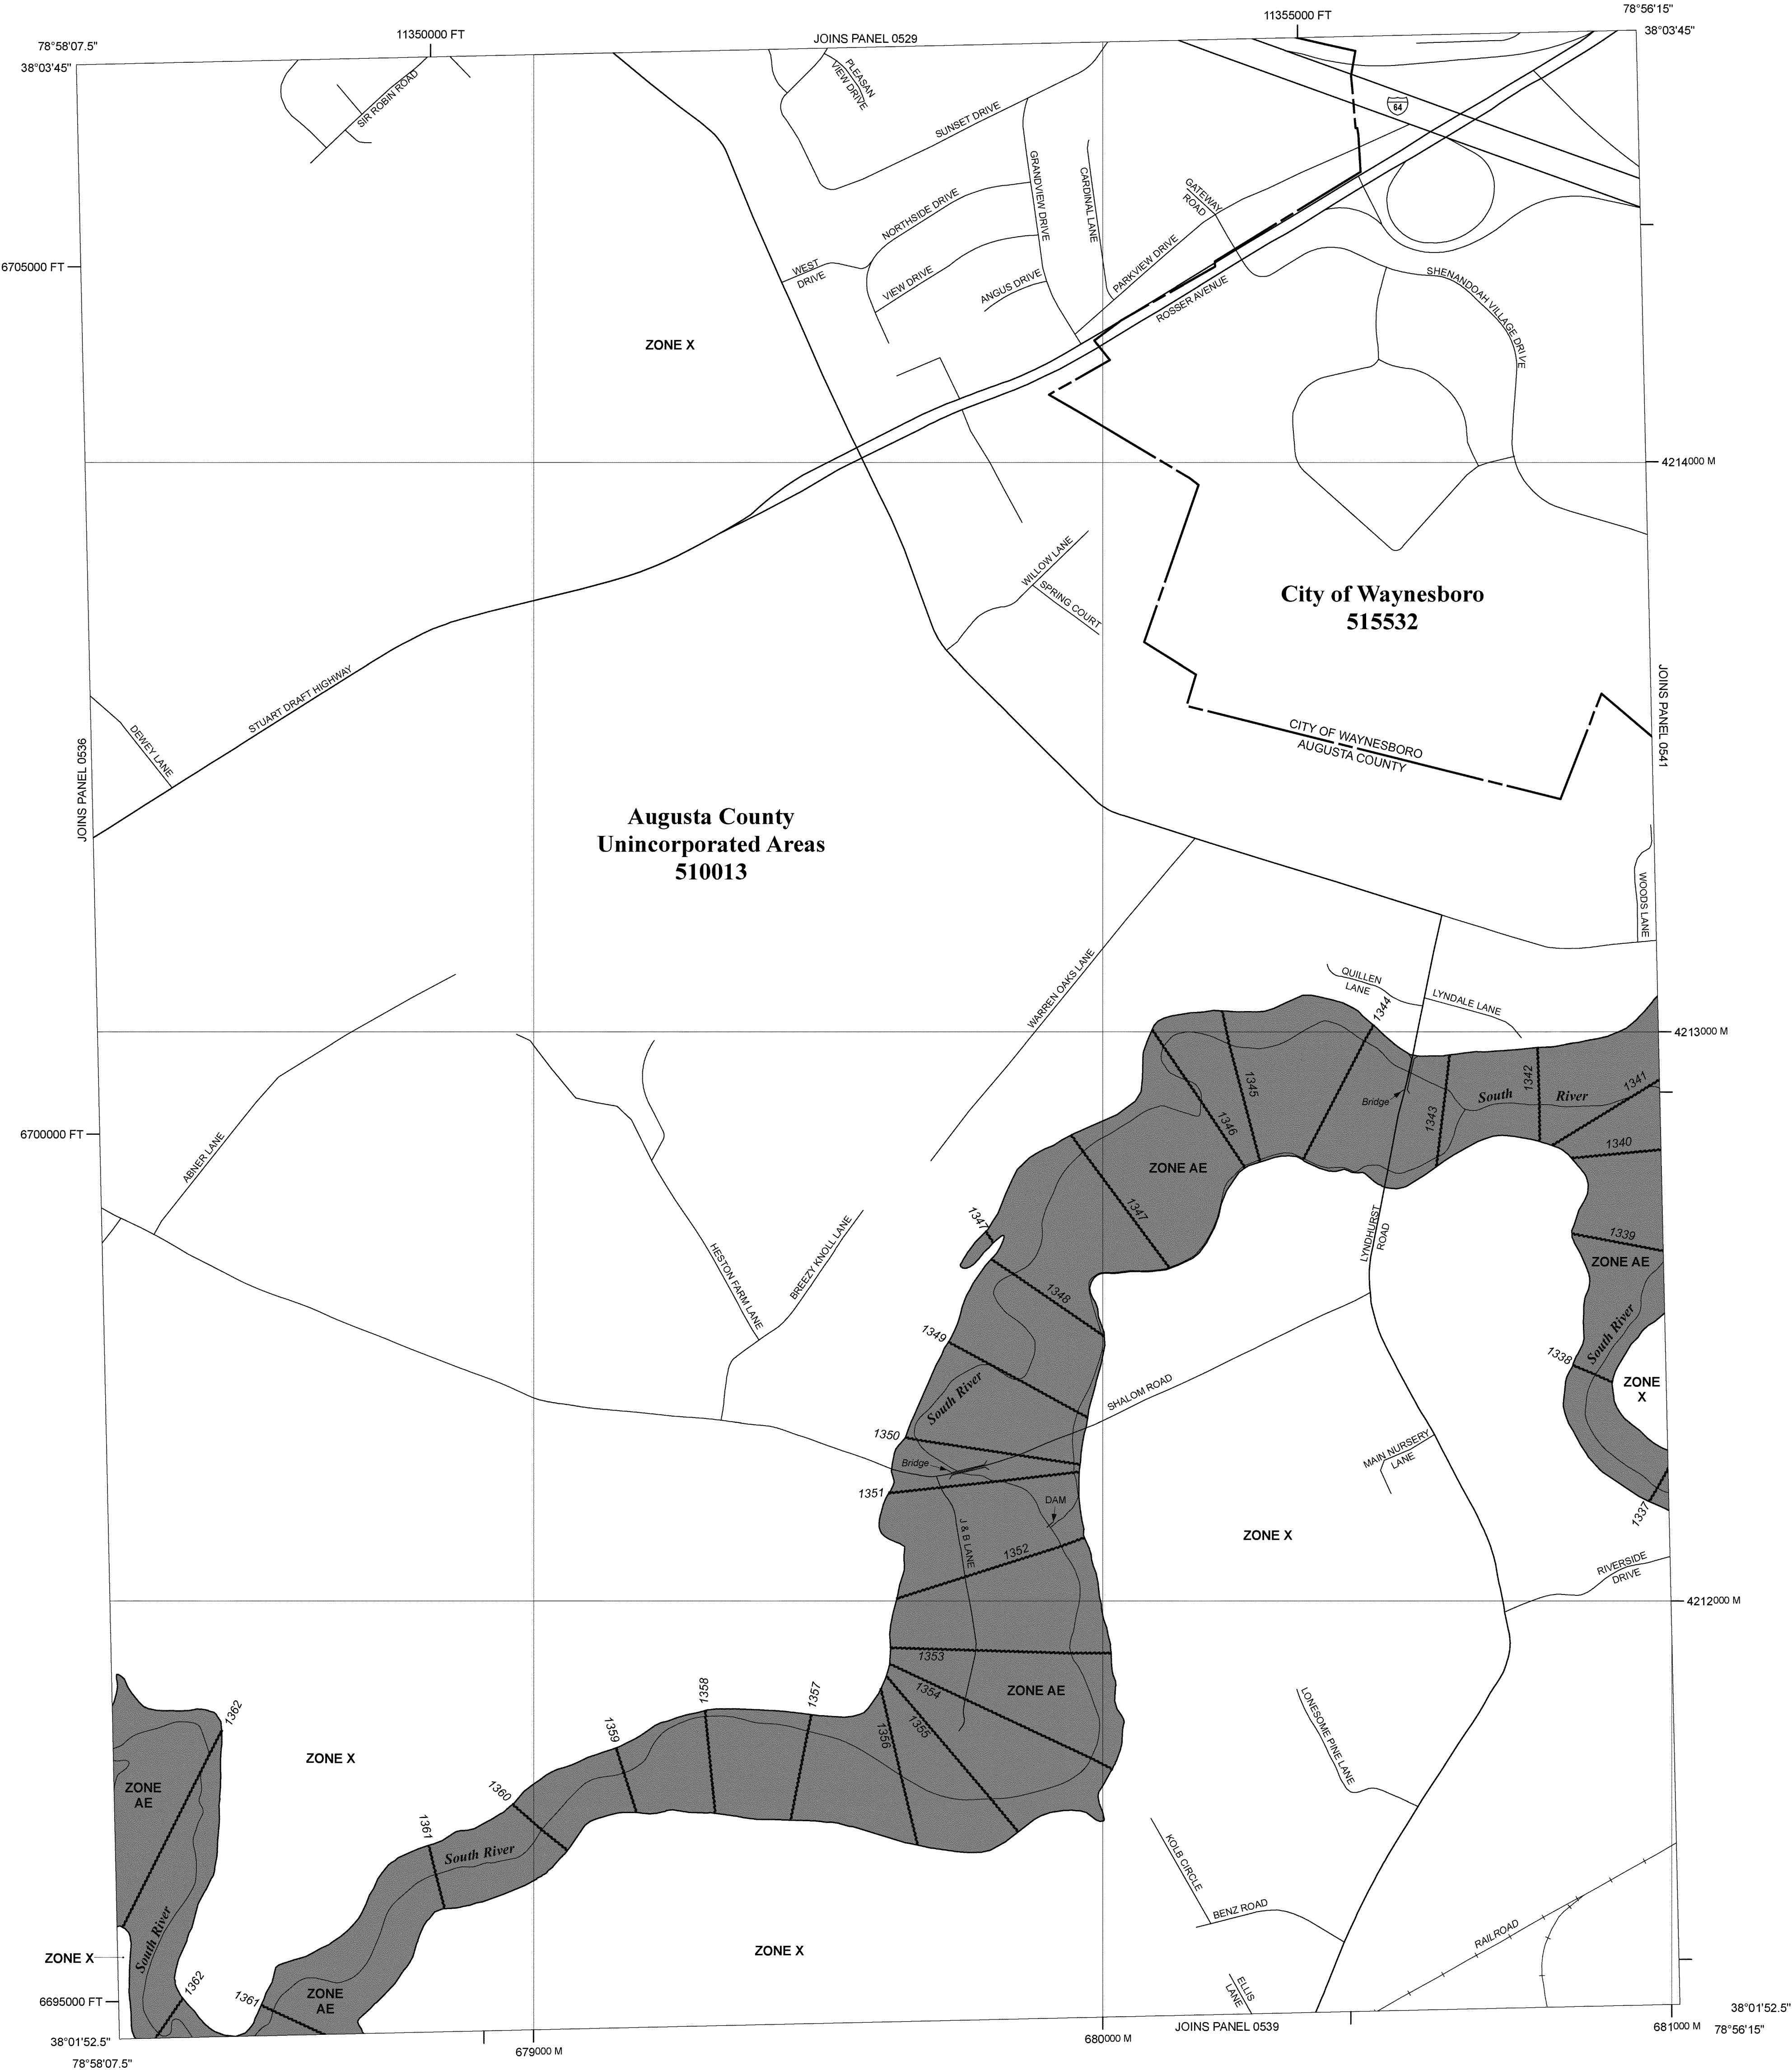 78°58'07.5"
38°03'45"
11350000 FT
JOINS PANEL 0529
11355000 FT
78°56'15"
38°03'45"
SIR ROBIN ROAD
PLEASAN
VIEW DRIVE
SUNSET DRIVE
64
GRANDVIEW DRIVE
CARDINAL LANE
GATEWAY
ROAD
NORTHSIDE DRIVE
WEST
DRIVE
VIEW DRIVE
ANGUS DRIVE
PARKVIEW DRIVE
ROSSER AVENUE
SHENANDOAH VILLAGE DRIVE
6705000 FT
ZONE X
4214000 M
WILLOW LANE
SPRING COURT
City of Waynesboro
515532
STUART DRAFT HIGHWAY
DEWEY LANE
JOINS PANEL 0536
JOINS PANEL 0541
CITY OF WAYNESBORO
AUGUSTA COUNTY
Augusta County
Unincorporated Areas
510013
WOODS LANE
WARREN OAKS LANE
QUILLEN
LANE
LYNDALE LANE
1344
4213000 M
1345
1346
Bridge
1343
South River
1342
1341
1340
6700000 FT
ABNER LANE
ZONE AE
1347
1347
LYNDHURST
ROAD
1339
ZONE AE
HESTON FARM LANE
BREEZY KNOLL LANE
1348
1349
South River
1338
South River
ZONE
X
SHALOM ROAD
1350
Bridge
1351
DAM
MAIN NURSERY
LANE
1337
J & B LANE
1352
ZONE X
RIVERSIDE
DRIVE
4212000 M
1353
1354
1355
1356
ZONE AE
1357
1358
1359
1360
1361
1362
ZONE X
ZONE
AE
South River
LONESOME PINE LANE
KOLB CIRCLE
BENZ ROAD
RAILROAD
ELLIS
LANE
ZONE X
South River
ZONE X
1362
1361
ZONE
AE
6695000 FT
38°01'52.5"
78°58'07.5"
679000 M
680000 M
JOINS PANEL 0539
681000 M
38°01'52.5"
78°56'15"